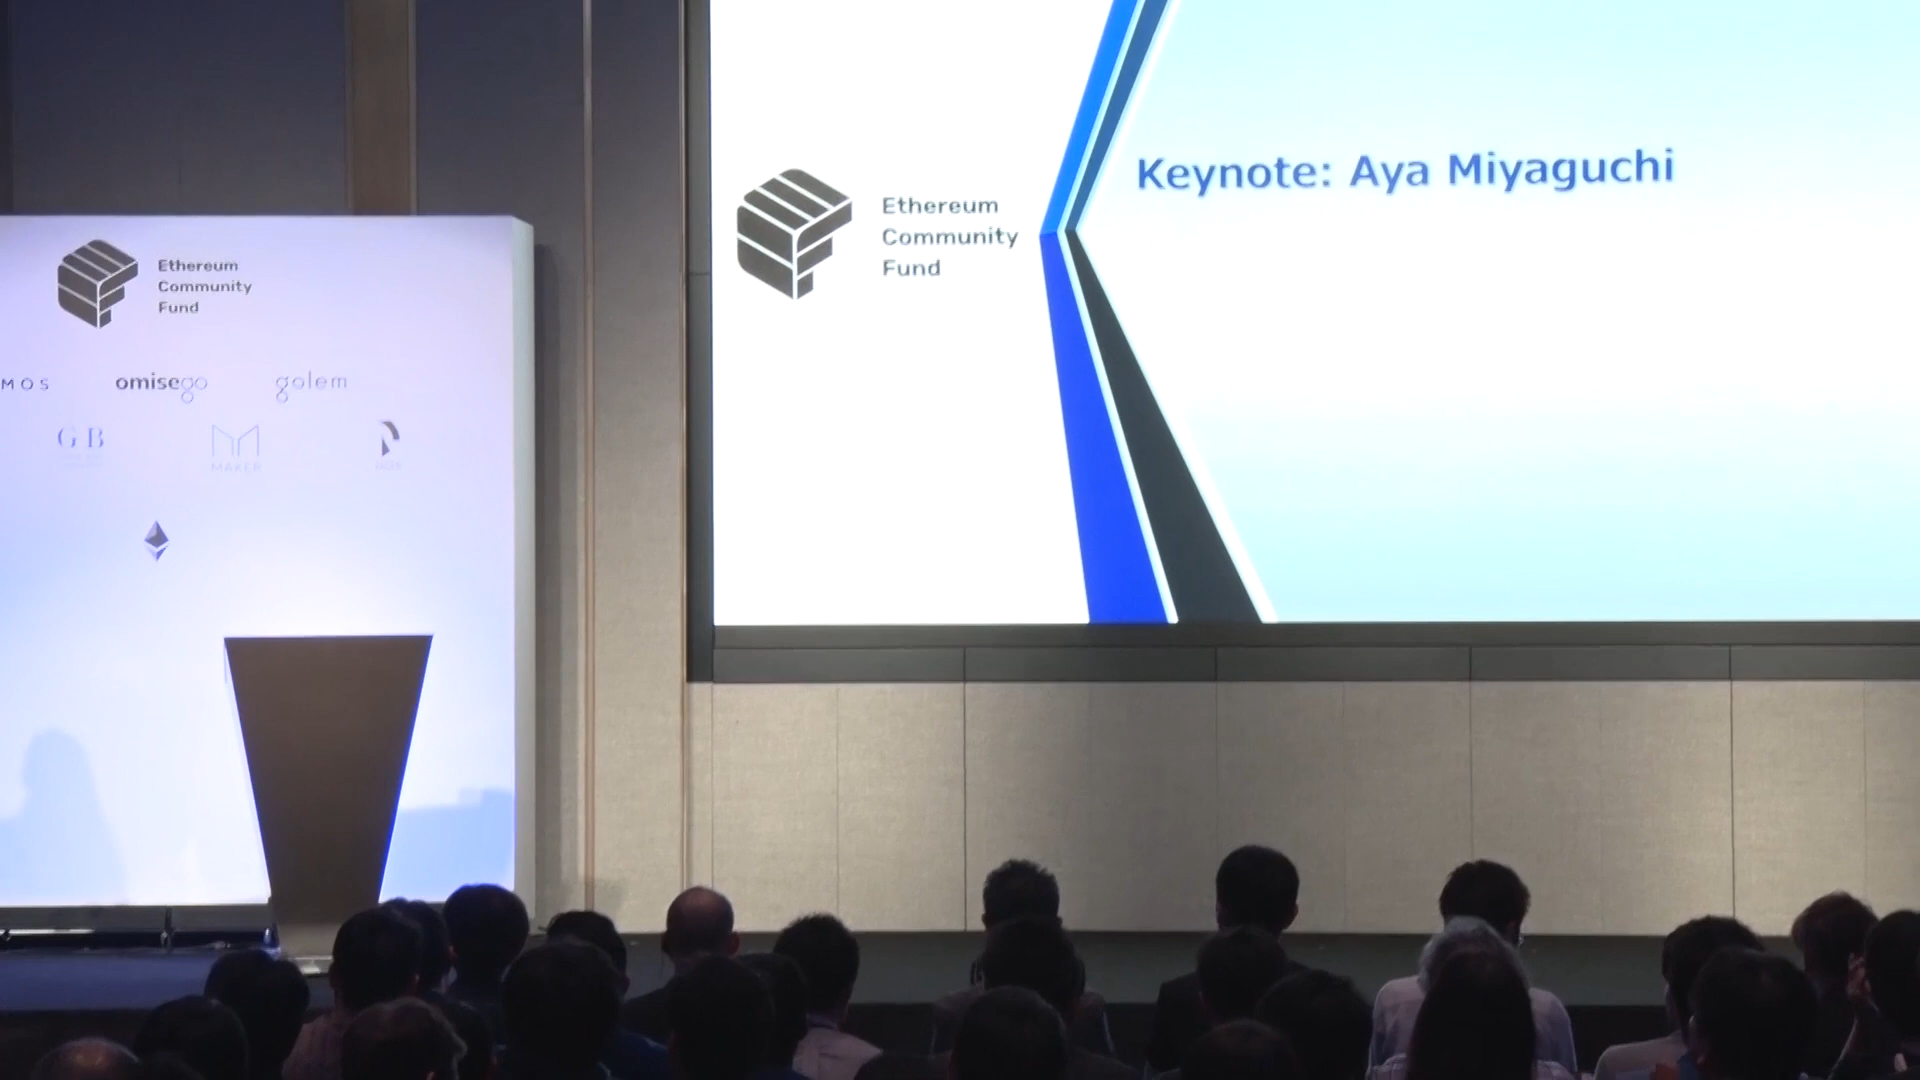 Keynote: Aya Miyaguchi
Ethereum
Community
Fund
Ethereum
Community
Fund
MOS
omisego
golem
GB
MAKER